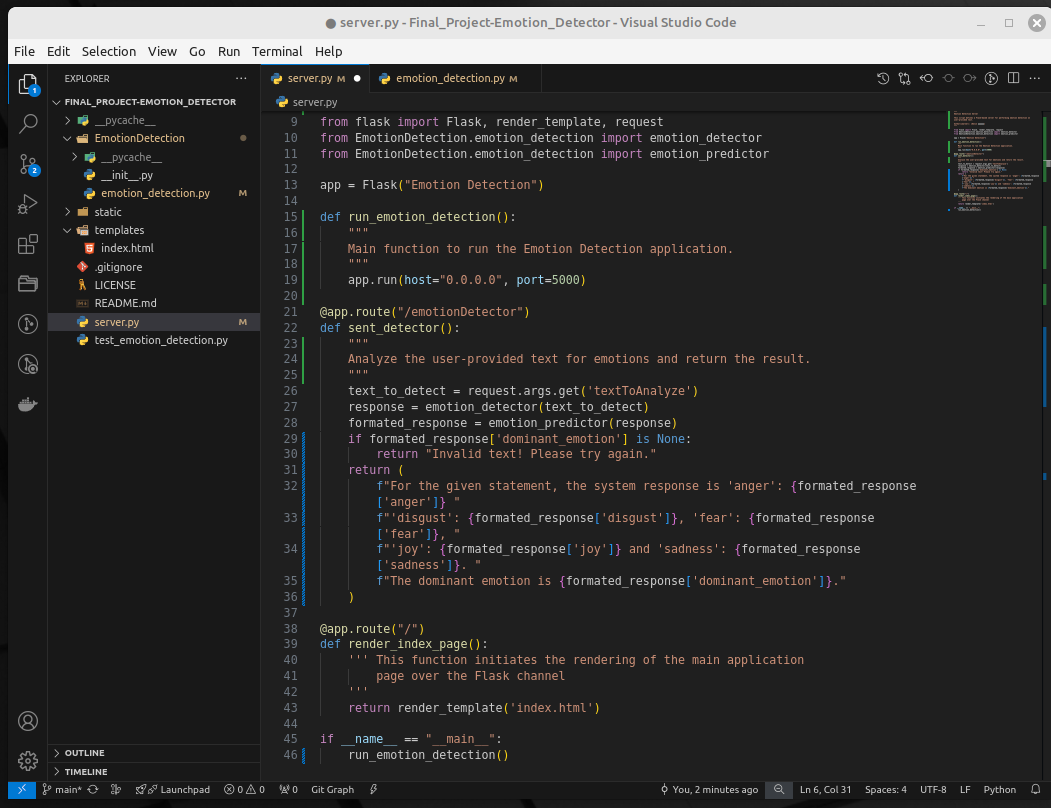 server.py - Final_Project-Emotion_Detector - Visual Studio Code
File Edit Selection View Go Run Terminal Help
1
2
EXPLORER
FINAL_PROJECT-EMOTION_DETECTOR
__pycache__
EmotionDetection
__pycache__
__init__.py
emotion_detection.py M
static
templates
index.html
.gitignore
LICENSE
README.md
server.py M
test_emotion_detection.py
OUTLINE
TIMELINE
server.py M
emotion_detection.py M
server.py
9 from flask import Flask, render_template, request
10 from EmotionDetection.emotion_detection import emotion_detector
11 from EmotionDetection.emotion_detection import emotion_predictor
12
13 app = Flask("Emotion Detection")
14
15 def run_emotion_detection():
16 """
17 Main function to run the Emotion Detection application.
18 """
19 app.run(host="0.0.0.0", port=5000)
20
21 @app.route("/emotionDetector")
22 def sent_detector():
23 """
24 Analyze the user-provided text for emotions and return the result.
25 """
26 text_to_detect = request.args.get('textToAnalyze')
27 response = emotion_detector(text_to_detect)
28 formated_response = emotion_predictor(response)
29 if formated_response['dominant_emotion'] is None:
30 return "Invalid text! Please try again."
31 return (
32 f"For the given statement, the system response is 'anger': {formated_response
['anger']} "
33 f"'disgust': {formated_response['disgust']}, 'fear': {formated_response
['fear']}, "
34 f"'joy': {formated_response['joy']} and 'sadness': {formated_response
['sadness']}. "
35 f"The dominant emotion is {formated_response['dominant_emotion']}."
36 )
37
38 @app.route("/")
39 def render_index_page():
40 ''' This function initiates the rendering of the main application
41 page over the Flask channel
42 '''
43 return render_template('index.html')
44
45 if __name__ == "__main__":
46 run_emotion_detection()
main* Launchpad 0 0 0 Git Graph You, 2 minutes ago Ln 6, Col 31 Spaces: 4 UTF-8 LF Python